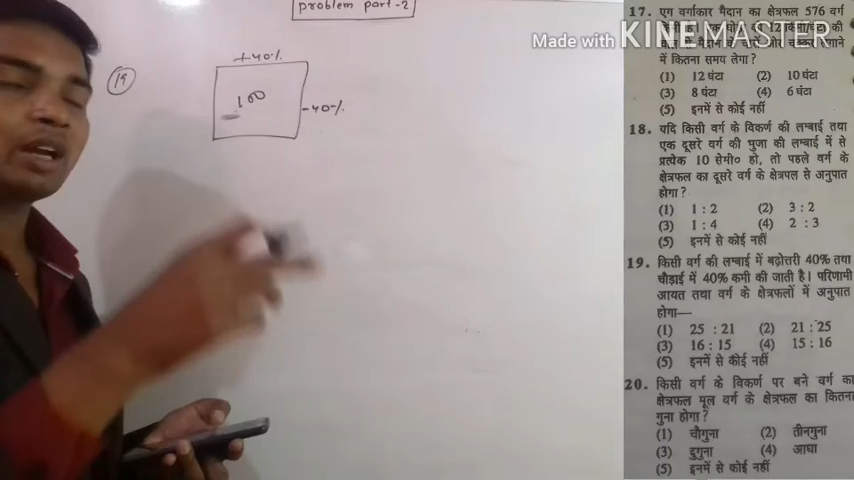 problem part-2
Made with KINEMASTER
19
+40%
100
-40%
17. एग वर्गाकार मैदान का क्षेत्रफल 576 वर्ग
में कितना समय लेगा ?
(1) 12 घंटा (2) 10 घंटा
(3) 8 घंटा (4) 6 घंटा
(5) इनमें से कोई नहीं
18. यदि किसी वर्ग के विकर्ण की लम्बाई तथा
एक दूसरे वर्ग की भुजा की लम्बाई में से
प्रत्येक 10 सेमी० हो, तो पहले वर्ग के
क्षेत्रफल का दूसरे वर्ग के क्षेत्रपल से अनुपात
होगा ?
(1) 1 : 2 (2) 3 : 2
(3) 1 : 4 (4) 2 : 3
(5) इनमें से कोई नहीं
19. किसी वर्ग की लम्बाई में बढ़ोत्तरी 40% तथा
चौड़ाई में 40% कमी की जाती है। परिणामी
आयत तथा वर्ग के क्षेत्रफलों में अनुपात
होगा—
(1) 25 : 21 (2) 21 : 25
(3) 16 : 15 (4) 15 : 16
(5) इनमें से कोई नहीं
20. किसी वर्ग के विकर्ण पर बने वर्ग का
क्षेत्रफल मूल वर्ग के क्षेत्रफल का कितना
गुना होगा ?
(1) चौगुना (2) तीनगुना
(3) दुगुना (4) आधा
(5) इनमें से कोई नहीं